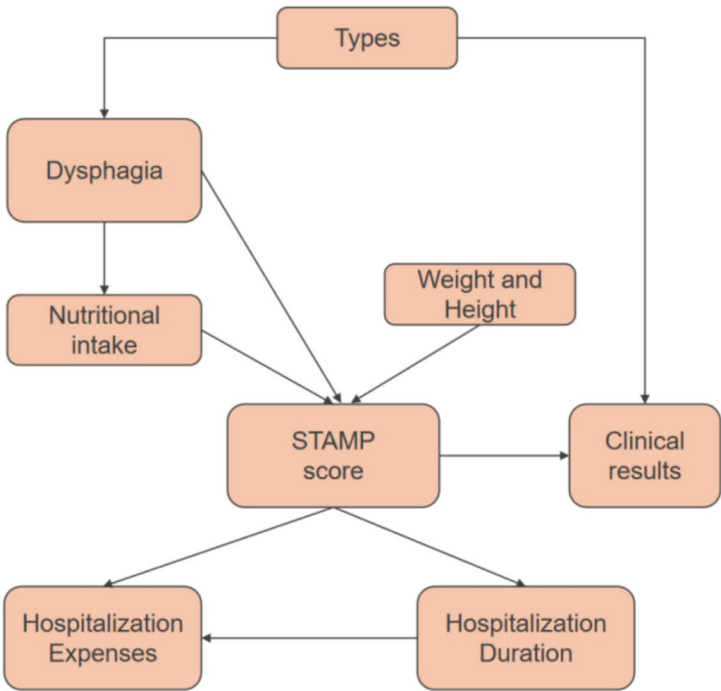 Types
Dysphagia
Weight and
Height
Nutritional
intake
STAMP
score
Clinical
results
Hospitalization
Expenses
Hospitalization
Duration